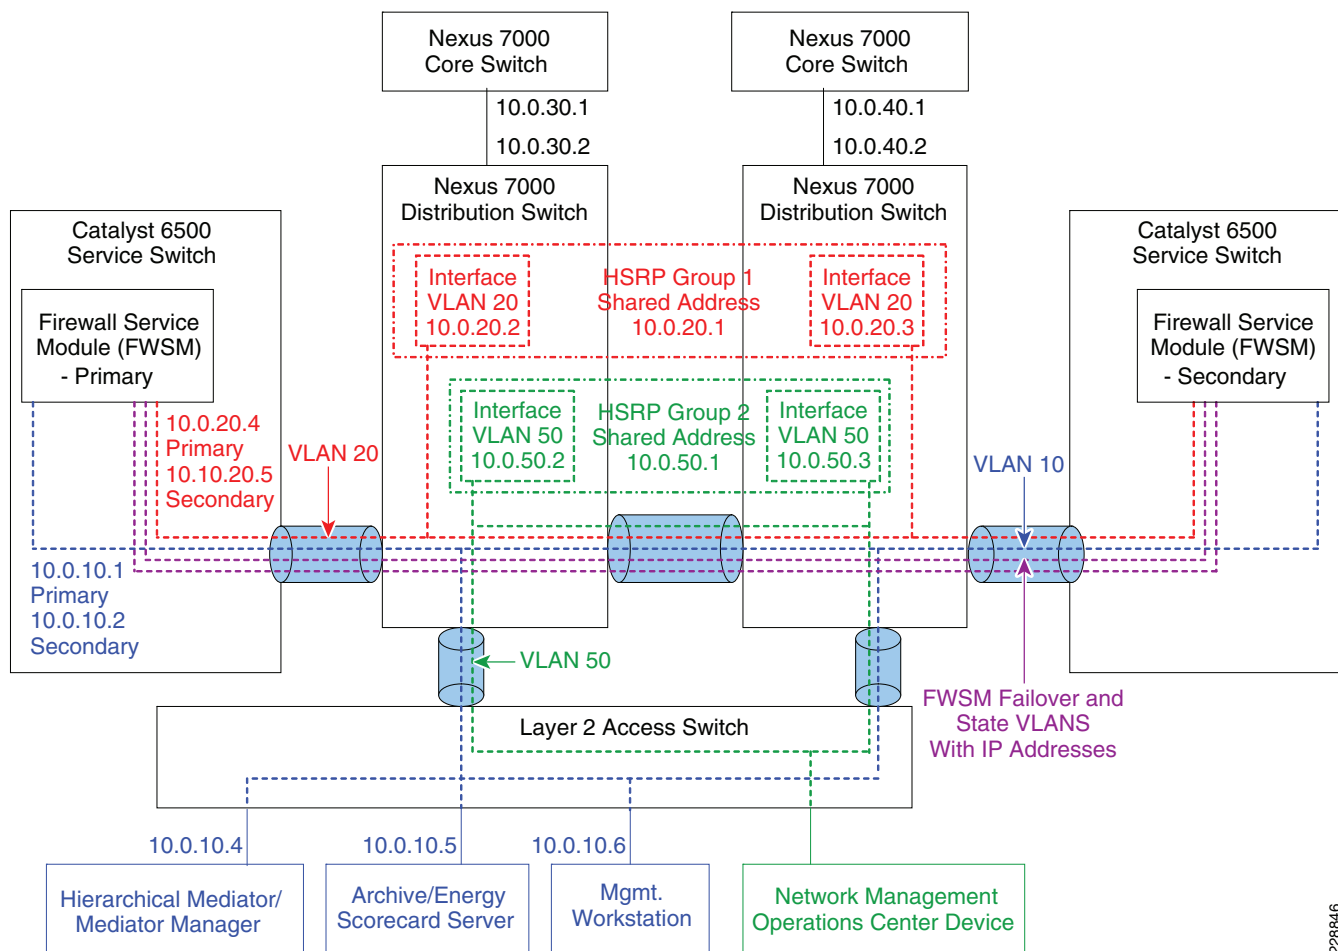 Nexus 7000
Core Switch
Nexus 7000
Core Switch
10.0.30.1
10.0.30.2
10.0.40.1
10.0.40.2
Nexus 7000
Distribution Switch
Nexus 7000
Distribution Switch
Catalyst 6500
Service Switch
Catalyst 6500
Service Switch
Firewall Service
Module (FWSM)
- Primary
Firewall Service
Module (FWSM)
- Secondary
Interface
VLAN 20
10.0.20.2
HSRP Group 1
Shared Address
10.0.20.1
Interface
VLAN 20
10.0.20.3
Interface
VLAN 50
10.0.50.2
HSRP Group 2
Shared Address
10.0.50.1
Interface
VLAN 50
10.0.50.3
10.0.20.4
Primary
10.10.20.5
Secondary
VLAN 20
VLAN 10
10.0.10.1
Primary
10.0.10.2
Secondary
VLAN 50
FWSM Failover and
State VLANS
With IP Addresses
Layer 2 Access Switch
10.0.10.4
10.0.10.5
10.0.10.6
Hierarchical Mediator/
Mediator Manager
Archive/Energy
Scorecard Server
Mgmt.
Workstation
Network Management
Operations Center Device
228846